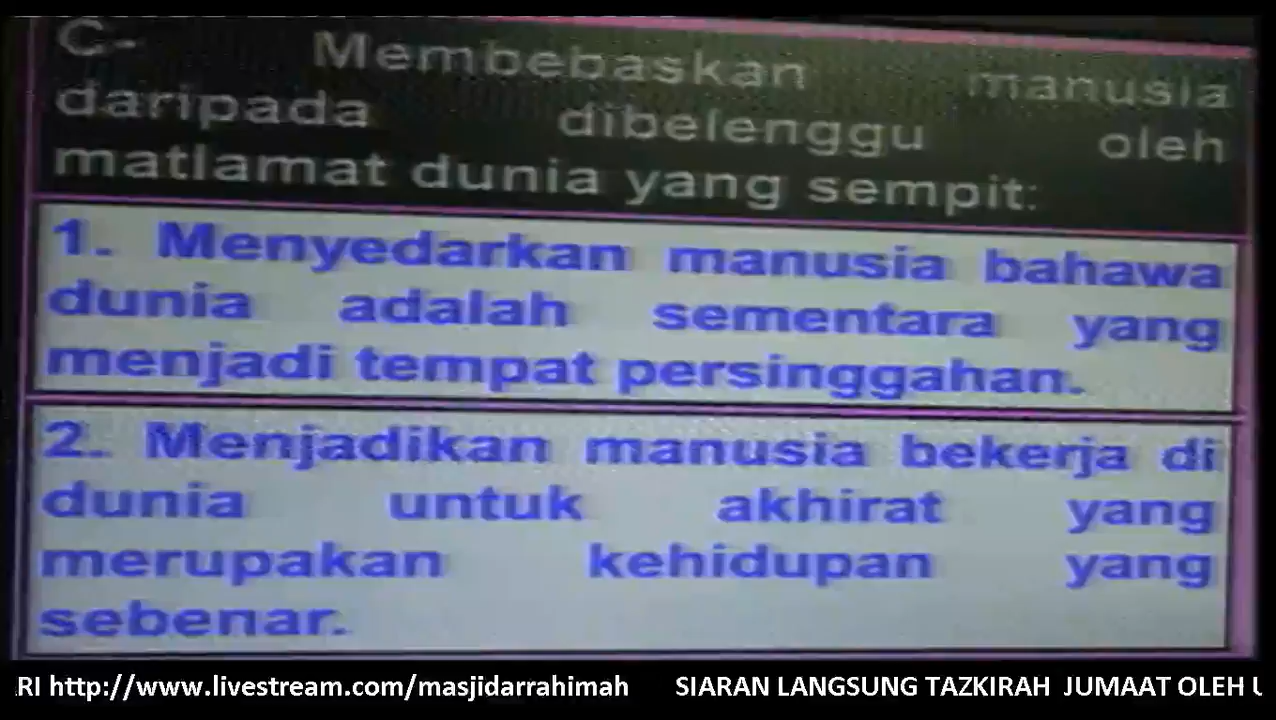 C- Membebaskan manusia
daripada dibelenggu oleh
matlamat dunia yang sempit:
1. Menyedarkan manusia bahawa
dunia adalah sementara yang
menjadi tempat persinggahan.
2. Menjadikan manusia bekerja di
dunia untuk akhirat yang
merupakan kehidupan yang
sebenar.
RI http://www.livestream.com/masjidarrahimah SIARAN LANGSUNG TAZKIRAH JUMAAT OLEH